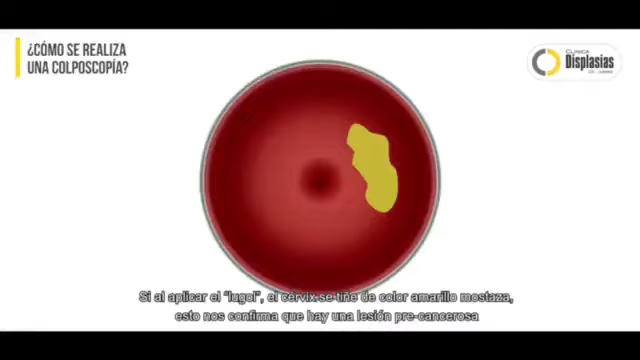 ¿CÓMO SE REALIZA
UNA COLPOSCOPÍA?
CLINICA
Displasias
Si al aplicar el "lugol", el cérvix se tiñe de color amarillo mostaza,
esto nos confirma que hay una lesión pre-cancerosa